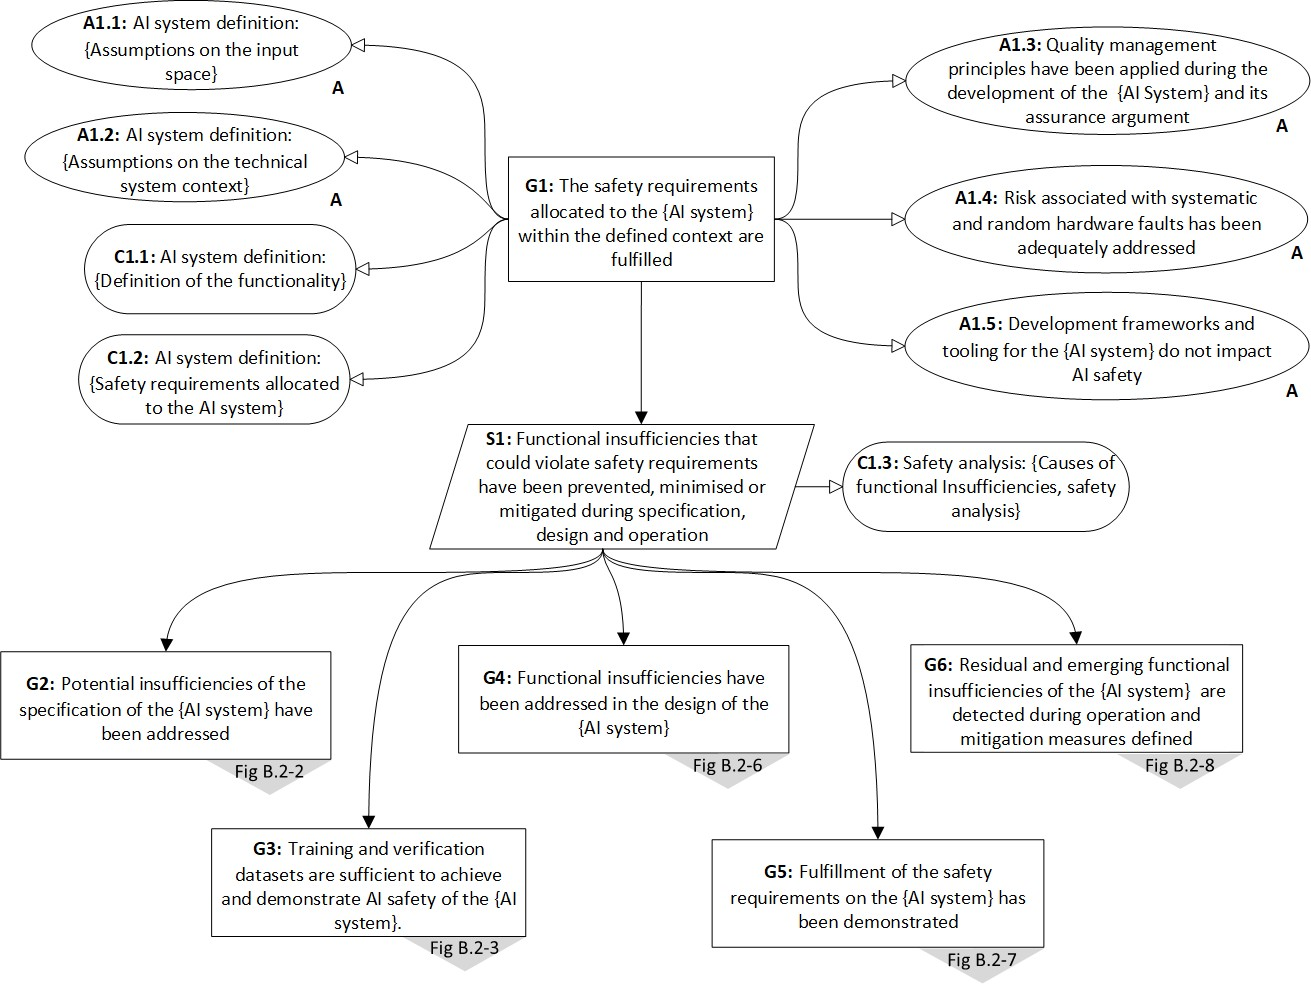 A1.1: AI system definition:
{Assumptions on the input
space}
A
A1.2: AI system definition:
{Assumptions on the technical
system context}
A
C1.1: AI system definition:
{Definition of the functionality}
C1.2: AI system definition:
{Safety requirements allocated
to the AI system}
G1: The safety requirements
allocated to the {AI system}
within the defined context are
fulfilled
A1.3: Quality management
principles have been applied during the
development of the {AI System} and its
assurance argument
A
A1.4: Risk associated with systematic
and random hardware faults has been
adequately addressed
A
A1.5: Development frameworks and
tooling for the {AI system} do not impact
AI safety
A
S1: Functional insufficiencies that
could violate safety requirements
have been prevented, minimised or
mitigated during specification,
design and operation
C1.3: Safety analysis: {Causes of
functional Insufficiencies, safety
analysis}
G2: Potential insufficiencies of the
specification of the {AI system} have
been addressed
Fig B.2-2
G4: Functional insufficiencies have
been addressed in the design of the
{AI system}
Fig B.2-6
G6: Residual and emerging functional
insufficiencies of the {AI system} are
detected during operation and
mitigation measures defined
Fig B.2-8
G3: Training and verification
datasets are sufficient to achieve
and demonstrate AI safety of the {AI
system}.
Fig B.2-3
G5: Fulfillment of the safety
requirements on the {AI system} has
been demonstrated
Fig B.2-7